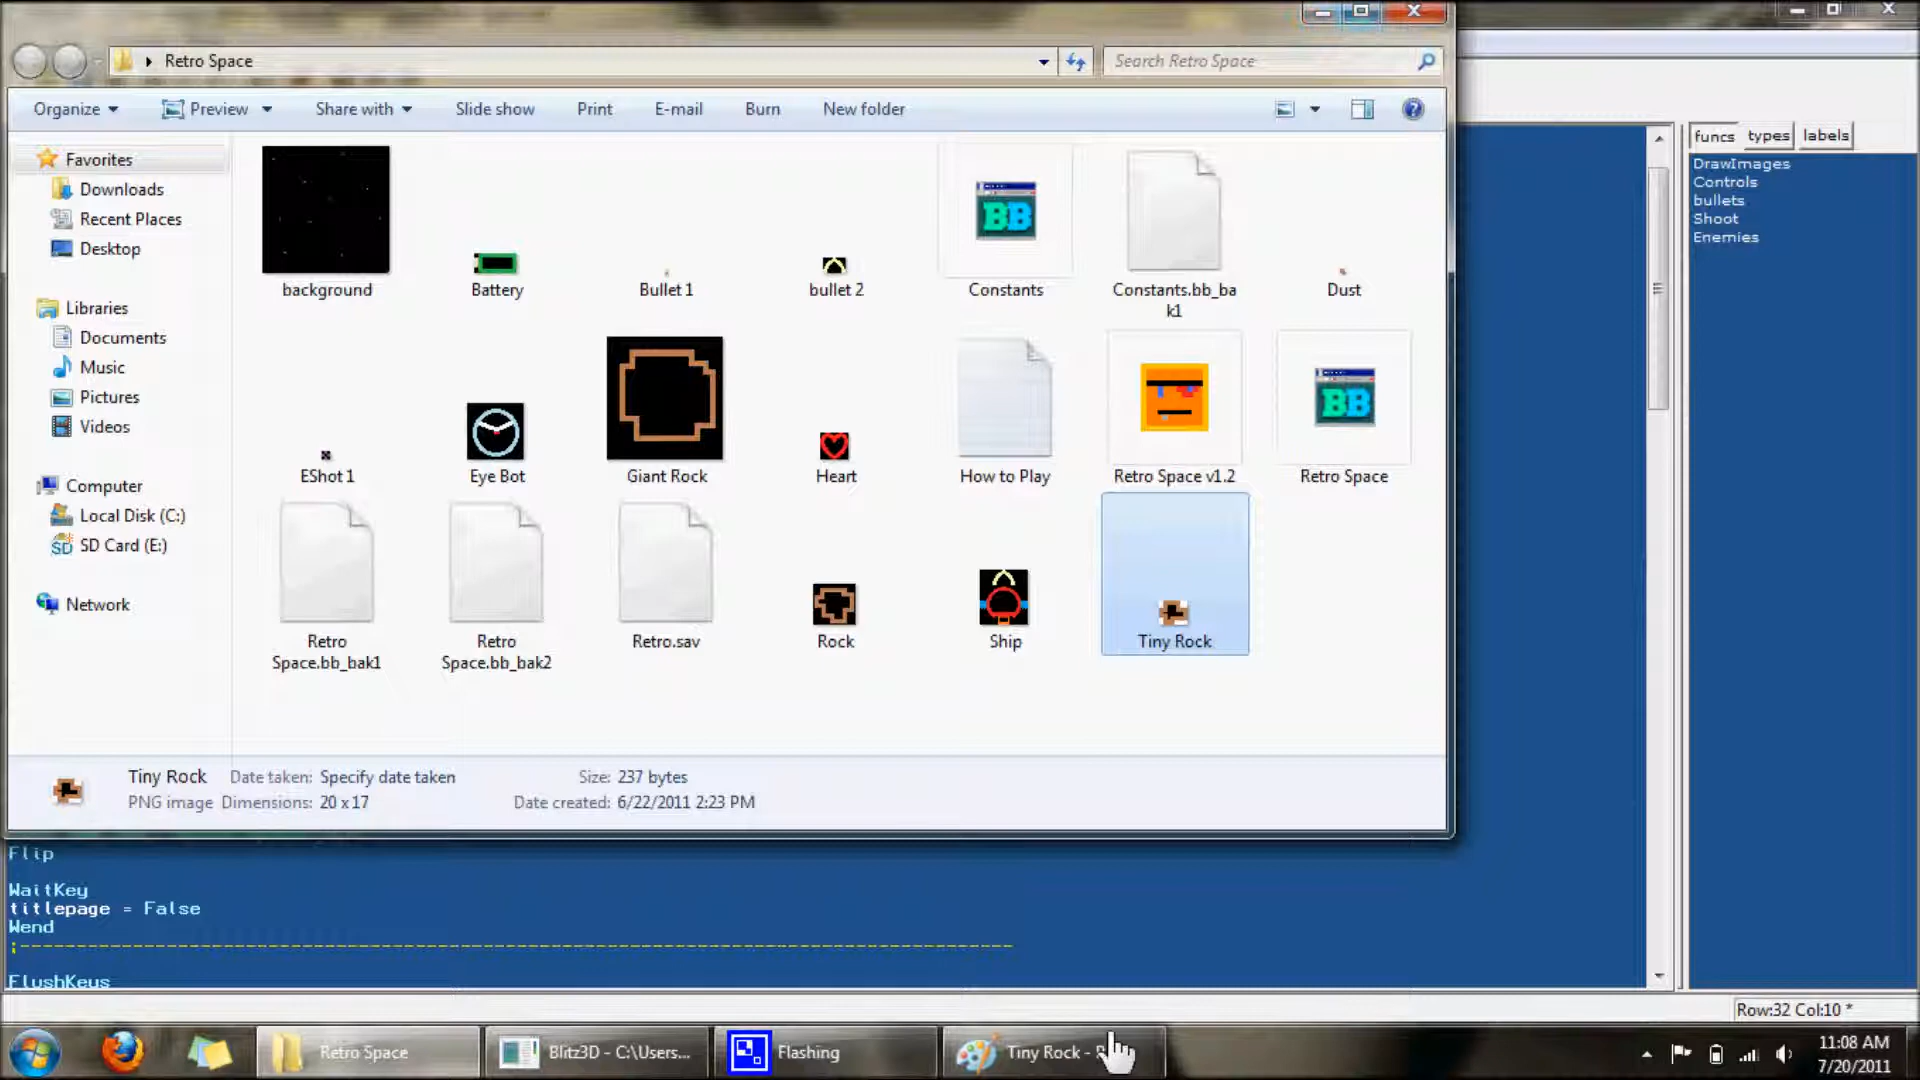 Retro Space
Search Retro Space
Organize
Preview
Share with
Slide show
Print
E-mail
Burn
New folder
Favorites
Downloads
Recent Places
Desktop
Libraries
Documents
Music
Pictures
Videos
Computer
Local Disk (C:)
SD Card (E:)
Network
background
Battery
Bullet 1
bullet 2
Constants
Constants.bb_ba
k1
Dust
EShot 1
Eye Bot
Giant Rock
Heart
How to Play
BB
Retro Space v1.2
BB
Retro Space
Retro
Space.bb_bak1
Retro
Space.bb_bak2
Retro.sav
Rock
Ship
Tiny Rock
Tiny Rock Date taken: Specify date taken Size: 237 bytes
PNG image Dimensions: 20 x 17 Date created: 6/22/2011 2:23 PM
funcs types labels
DrawImages
Controls
bullets
Shoot
Enemies
Flip
WaitKey
titlepage = False
Wend
;------------------------------------------------------------
FlushKeys
Row:32 Col:10 *
Retro Space
Blitz3D - C:\Users...
Flashing
Tiny Rock -
11:08 AM
7/20/2011